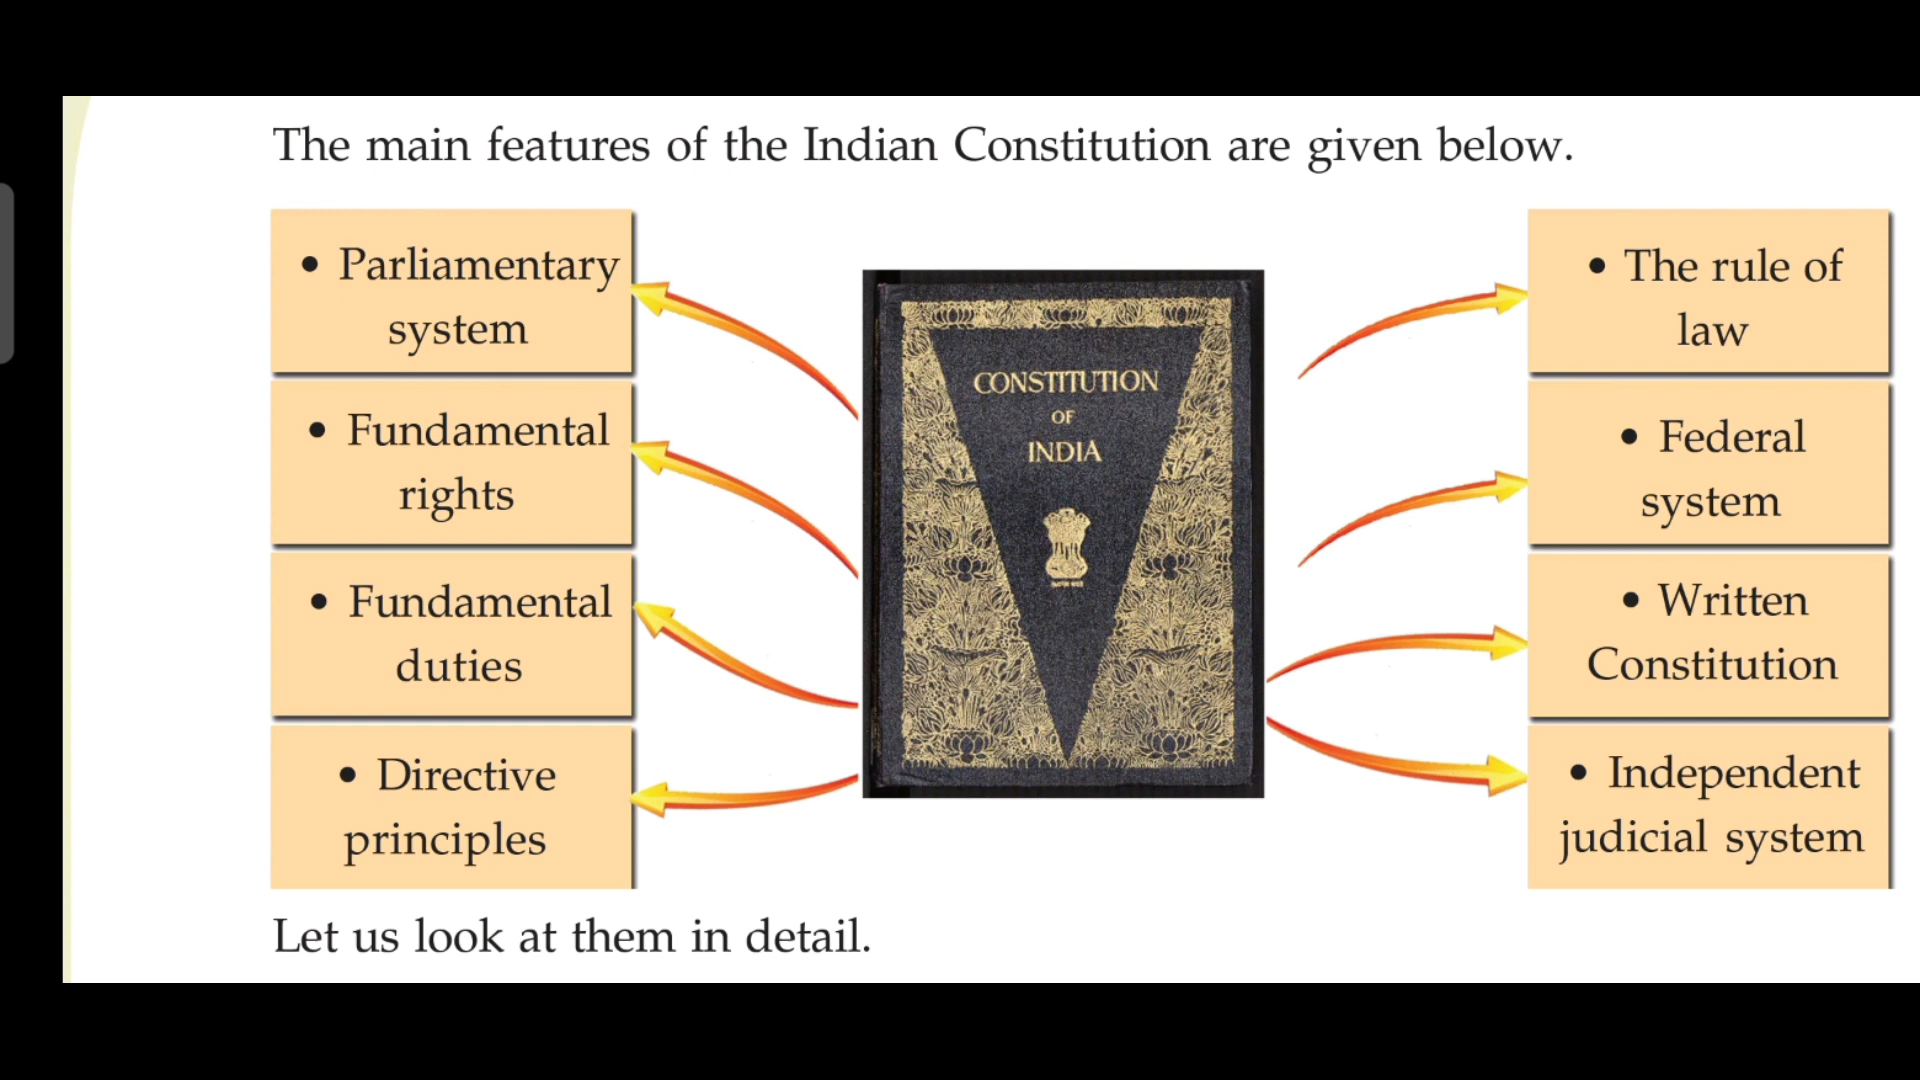 The main features of the Indian Constitution are given below.
• Parliamentary
system
• Fundamental
rights
• Fundamental
duties
• Directive
principles
CONSTITUTION
OF
INDIA
• The rule of
law
• Federal
system
• Written
Constitution
• Independent
judicial system
Let us look at them in detail.